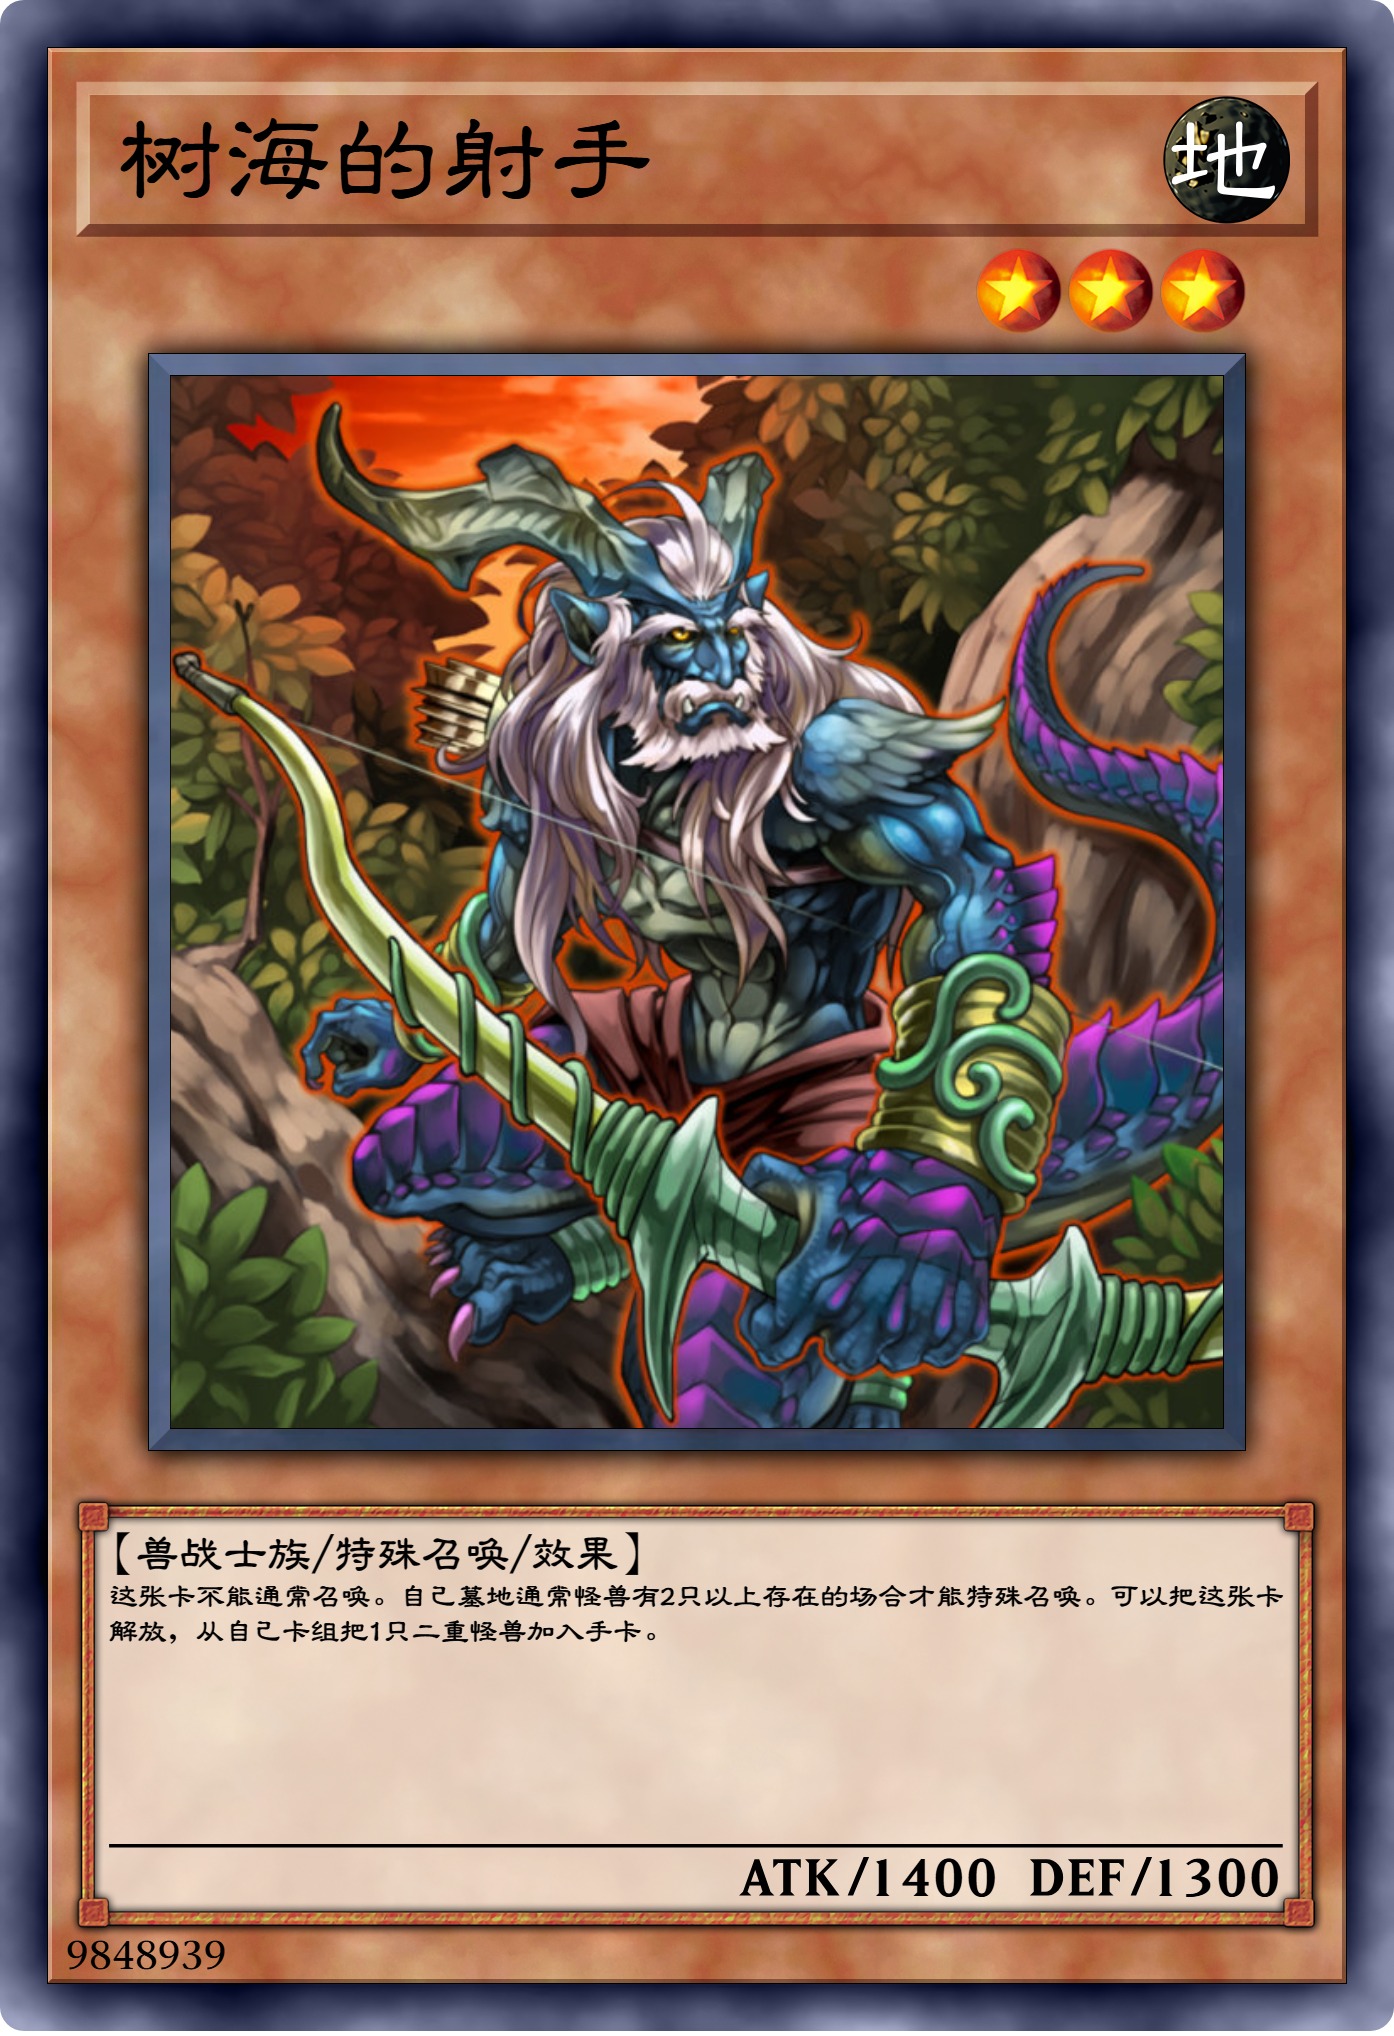 树海的射手
地
【兽战士族/特殊召唤/效果】
这张卡不能通常召唤。自己墓地通常怪兽有2只以上存在的场合才能特殊召唤。可以把这张卡
解放，从自己卡组把1只二重怪兽加入手卡。
ATK/1400 DEF/1300
9848939